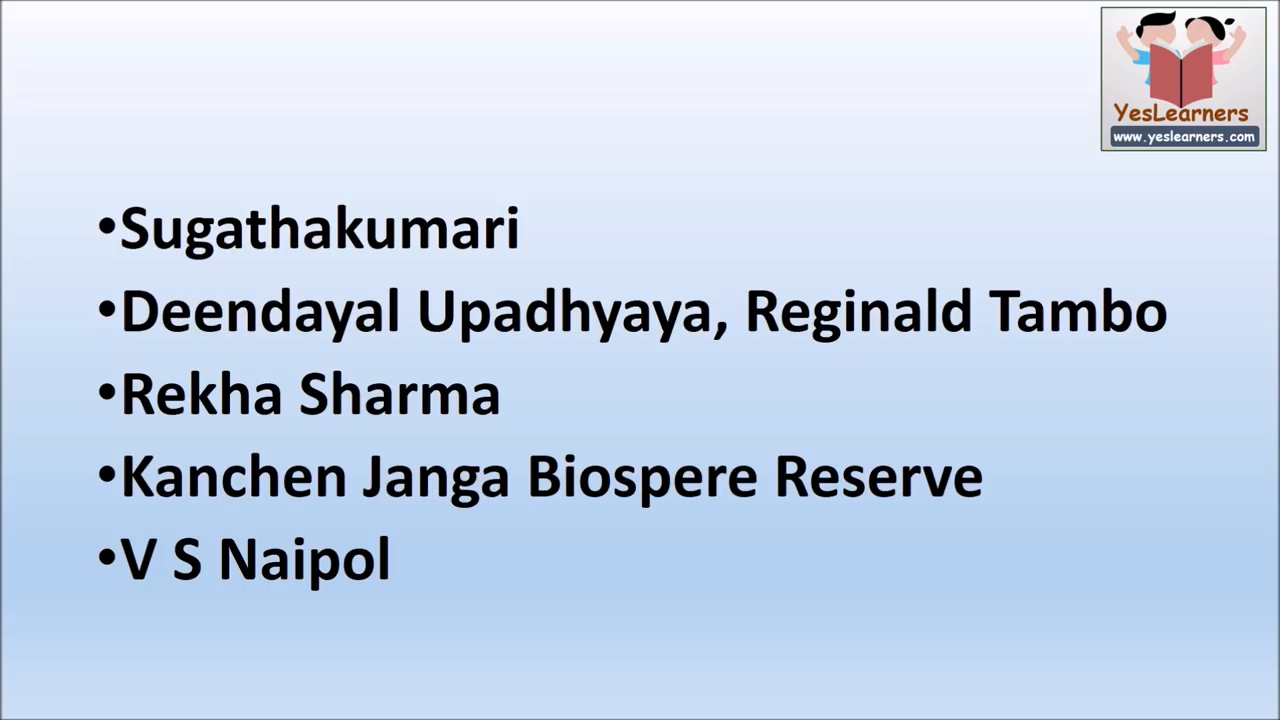 YesLearners
www.yeslearners.com
•Sugathakumari
•Deendayal Upadhyaya, Reginald Tambo
•Rekha Sharma
•Kanchen Janga Biospere Reserve
•V S Naipol